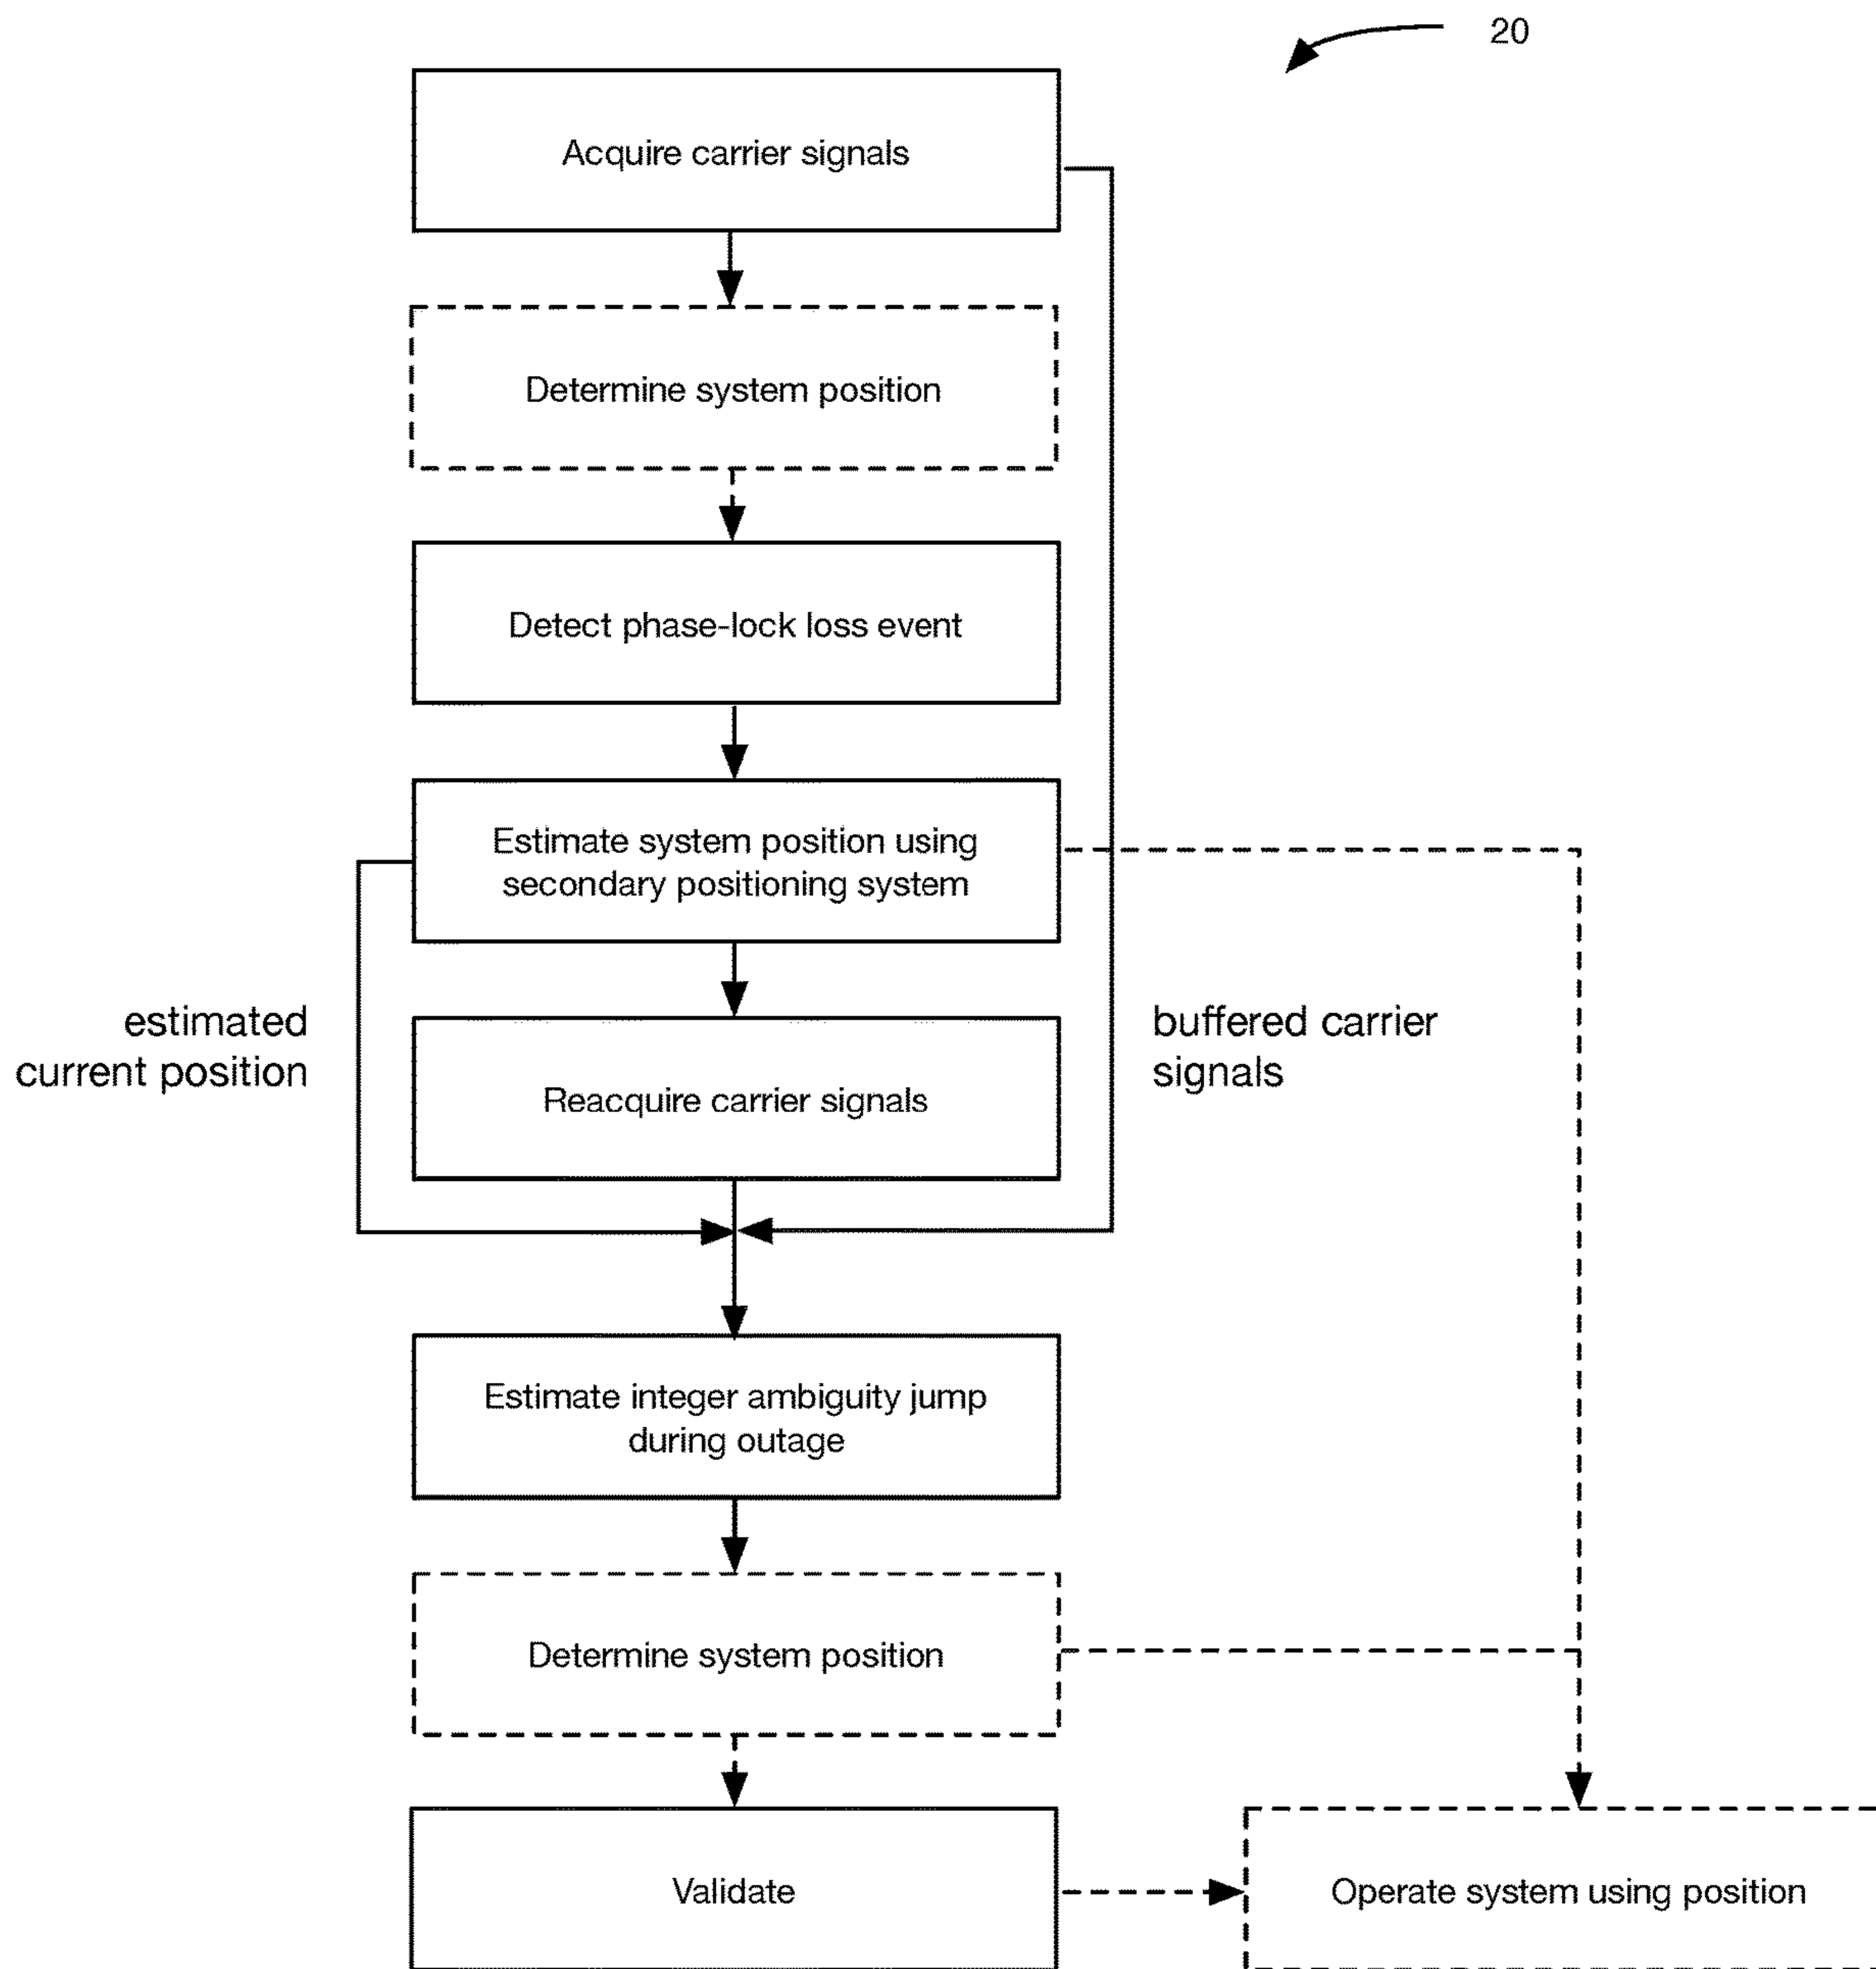 20
Acquire carrier signals
Determine system position
Detect phase-lock loss event
Estimate system position using
secondary positioning system
estimated
current position
buffered carrier
signals
Reacquire carrier signals
Estimate integer ambiguity jump
during outage
Determine system position
Validate
Operate system using position